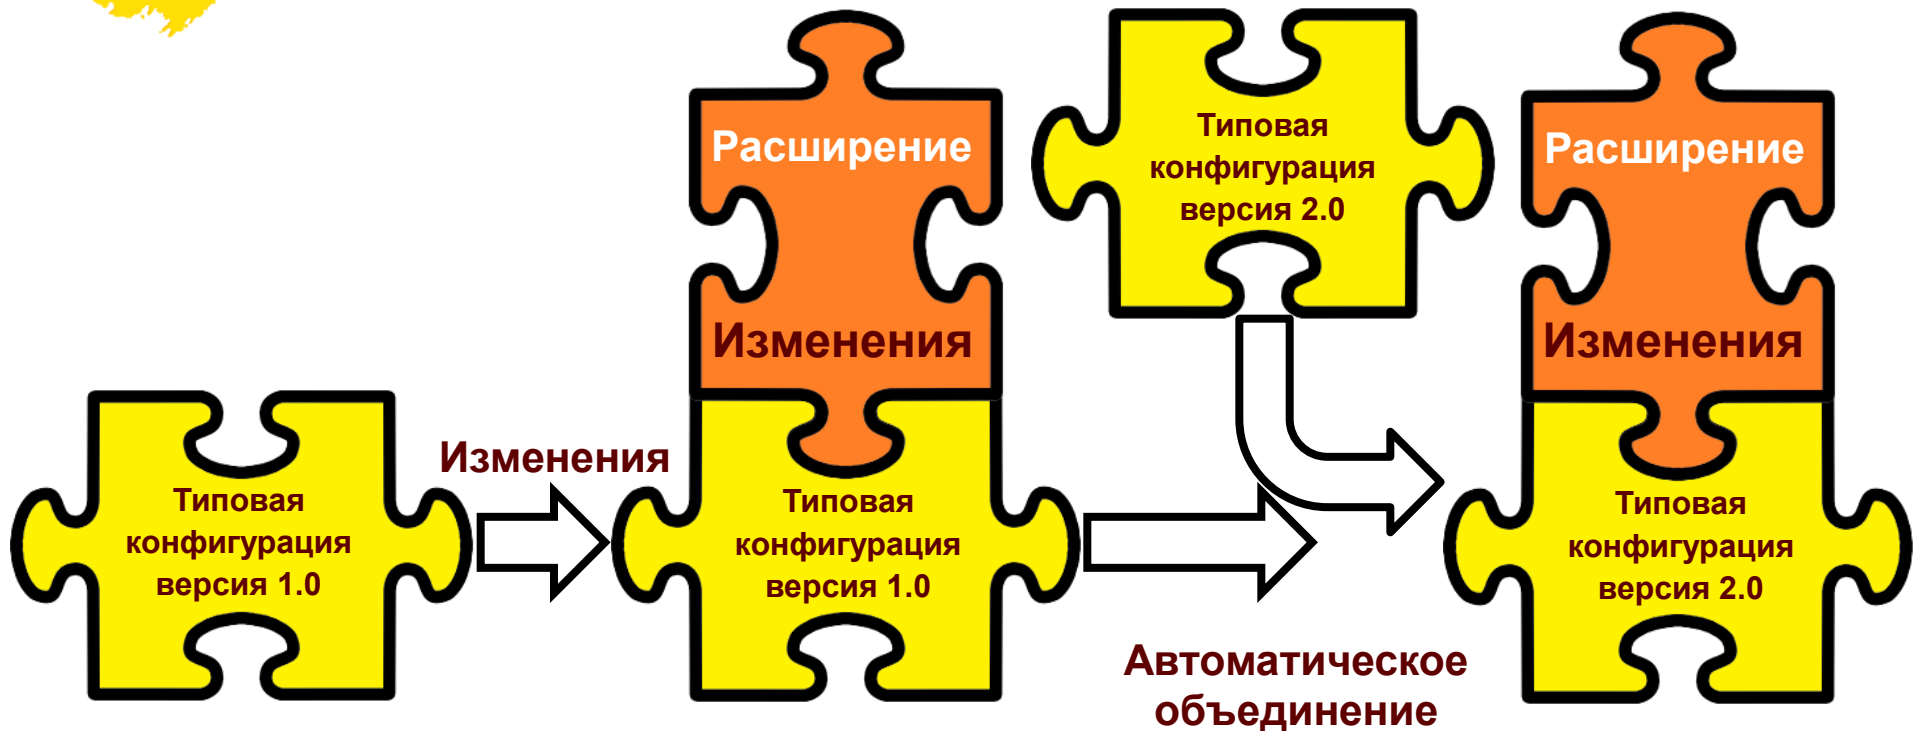 Типовая
конфигурация
версия 1.0
Изменения
Расширение
Изменения
Типовая
конфигурация
версия 1.0
Типовая
конфигурация
версия 2.0
Автоматическое
объединение
Расширение
Изменения
Типовая
конфигурация
версия 2.0